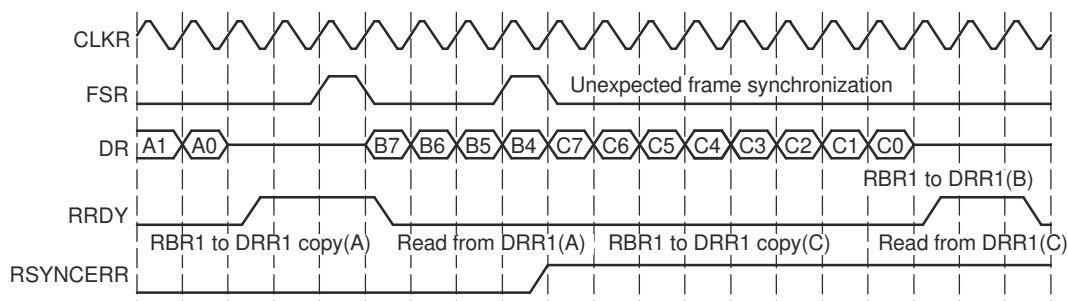 CLKR
FSR Unexpected frame synchronization
DR A1 A0 B7 B6 B5 B4 C7 C6 C5 C4 C3 C2 C1 C0
RBR1 to DRR1(B)
RRDY
RBR1 to DRR1 copy(A) Read from DRR1(A) RBR1 to DRR1 copy(C) Read from DRR1(C)
RSYNCERR